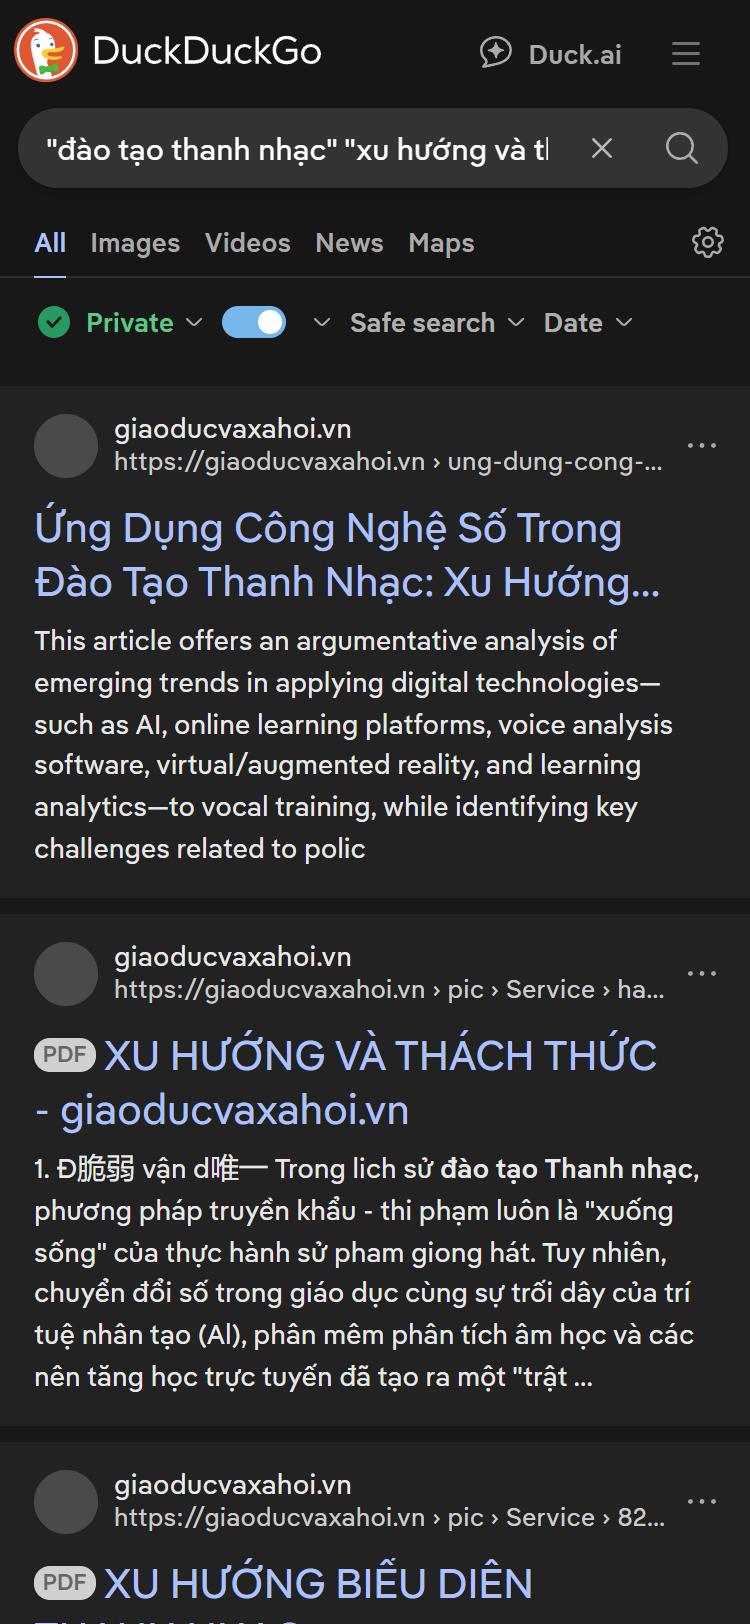 DuckDuckGo
Duck.ai
"đào tạo thanh nhạc" "xu hướng và tl
All Images Videos News Maps
Private Safe search Date
giaoducvaxahoi.vn
https://giaoducvaxahoi.vn › ung-dung-cong-...
Ứng Dụng Công Nghệ Số Trong
Đào Tạo Thanh Nhạc: Xu Hướng...
This article offers an argumentative analysis of
emerging trends in applying digital technologies—
such as AI, online learning platforms, voice analysis
software, virtual/augmented reality, and learning
analytics—to vocal training, while identifying key
challenges related to polic
giaoducvaxahoi.vn
https://giaoducvaxahoi.vn › pic › Service › ha...
PDF XU HƯỚNG VÀ THÁCH THỨC
- giaoducvaxahoi.vn
1. Đ脆弱 vận d唯一 Trong lich sử đào tạo Thanh nhạc,
phương pháp truyền khẩu - thi phạm luôn là "xuống
sống" của thực hành sử pham giong hát. Tuy nhiên,
chuyển đổi số trong giáo dục cùng sự trối dây của trí
tuệ nhân tạo (Al), phân mêm phân tích âm học và các
nên tăng học trực tuyến đã tạo ra một "trật ...
giaoducvaxahoi.vn
https://giaoducvaxahoi.vn › pic › Service › 82...
PDF XU HƯỚNG BIỂU DIÊN